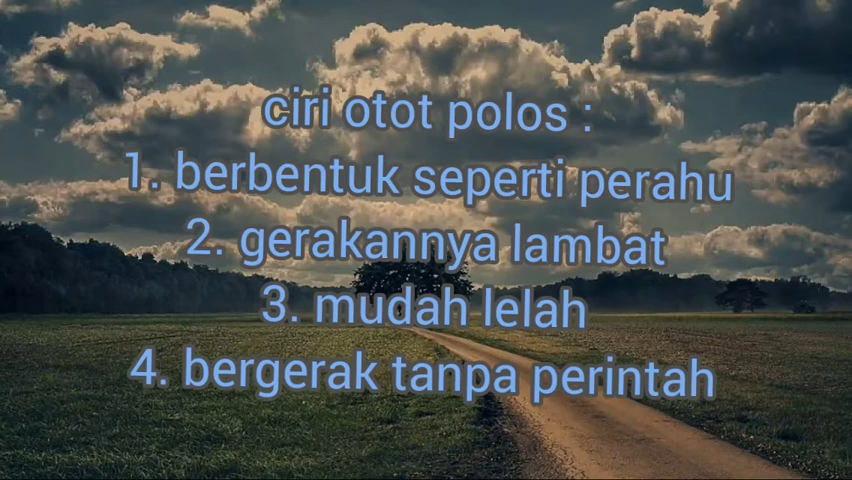 ciri otot polos :
1. berbentuk seperti perahu
2. gerakannya lambat
3. mudah lelah
4. bergerak tanpa perintah